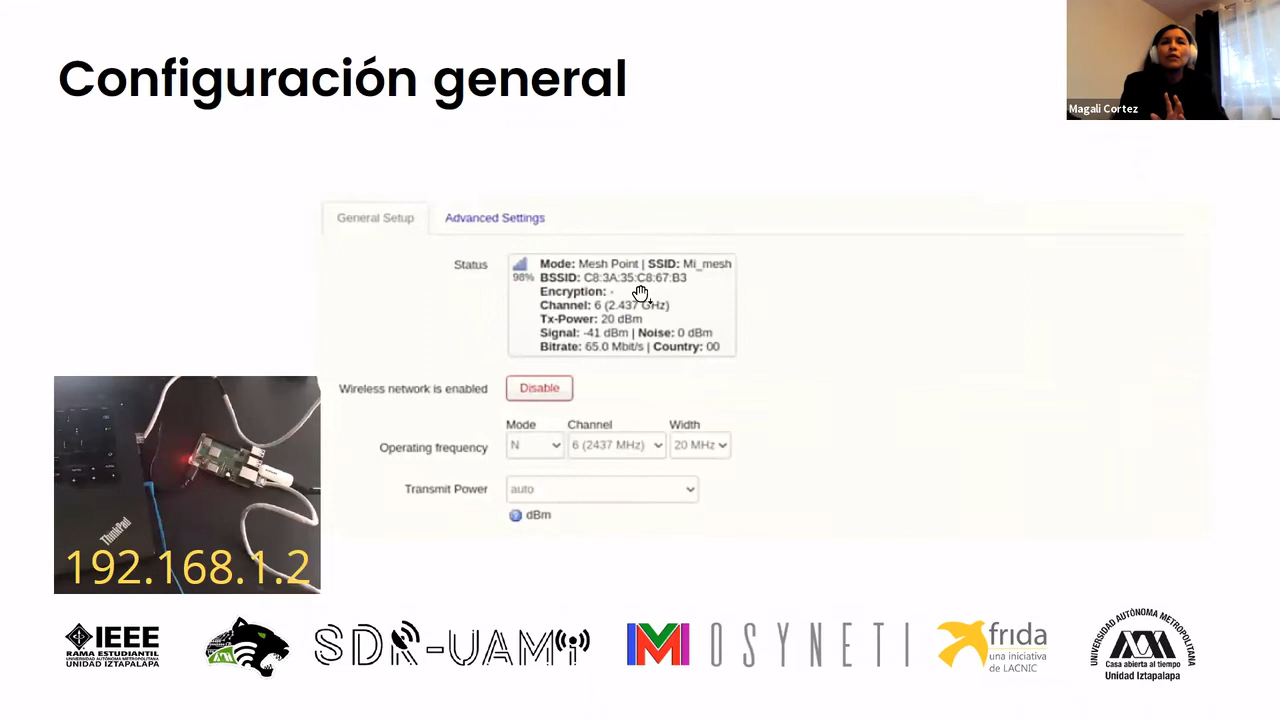 Configuración general
Magali Cortez
General Setup
Advanced Settings
Status
98%
Mode: Mesh Point | SSID: Mi_mesh
BSSID: C8:3A:35:C8:67:B3
Encryption: -
Channel: 6 (2.437 GHz)
Tx-Power: 20 dBm
Signal: -41 dBm | Noise: 0 dBm
Bitrate: 65.0 Mbit/s | Country: 00
Wireless network is enabled
Disable
Mode Channel Width
Operating frequency
N 6 (2437 MHz) 20 MHz
Transmit Power
auto
dBm
ThinkPad
192.168.1.2
IEEE
RAMA ESTUDIANTIL
UNIVERSIDAD AUTÓNOMA METROPOLITANA
UNIDAD IZTAPALAPA
SDR-UAMi
OSYNETI
frida
una iniciativa
de LACNIC
UNIVERSIDAD AUTÓNOMA METROPOLITANA
Casa abierta al tiempo
Unidad Iztapalapa